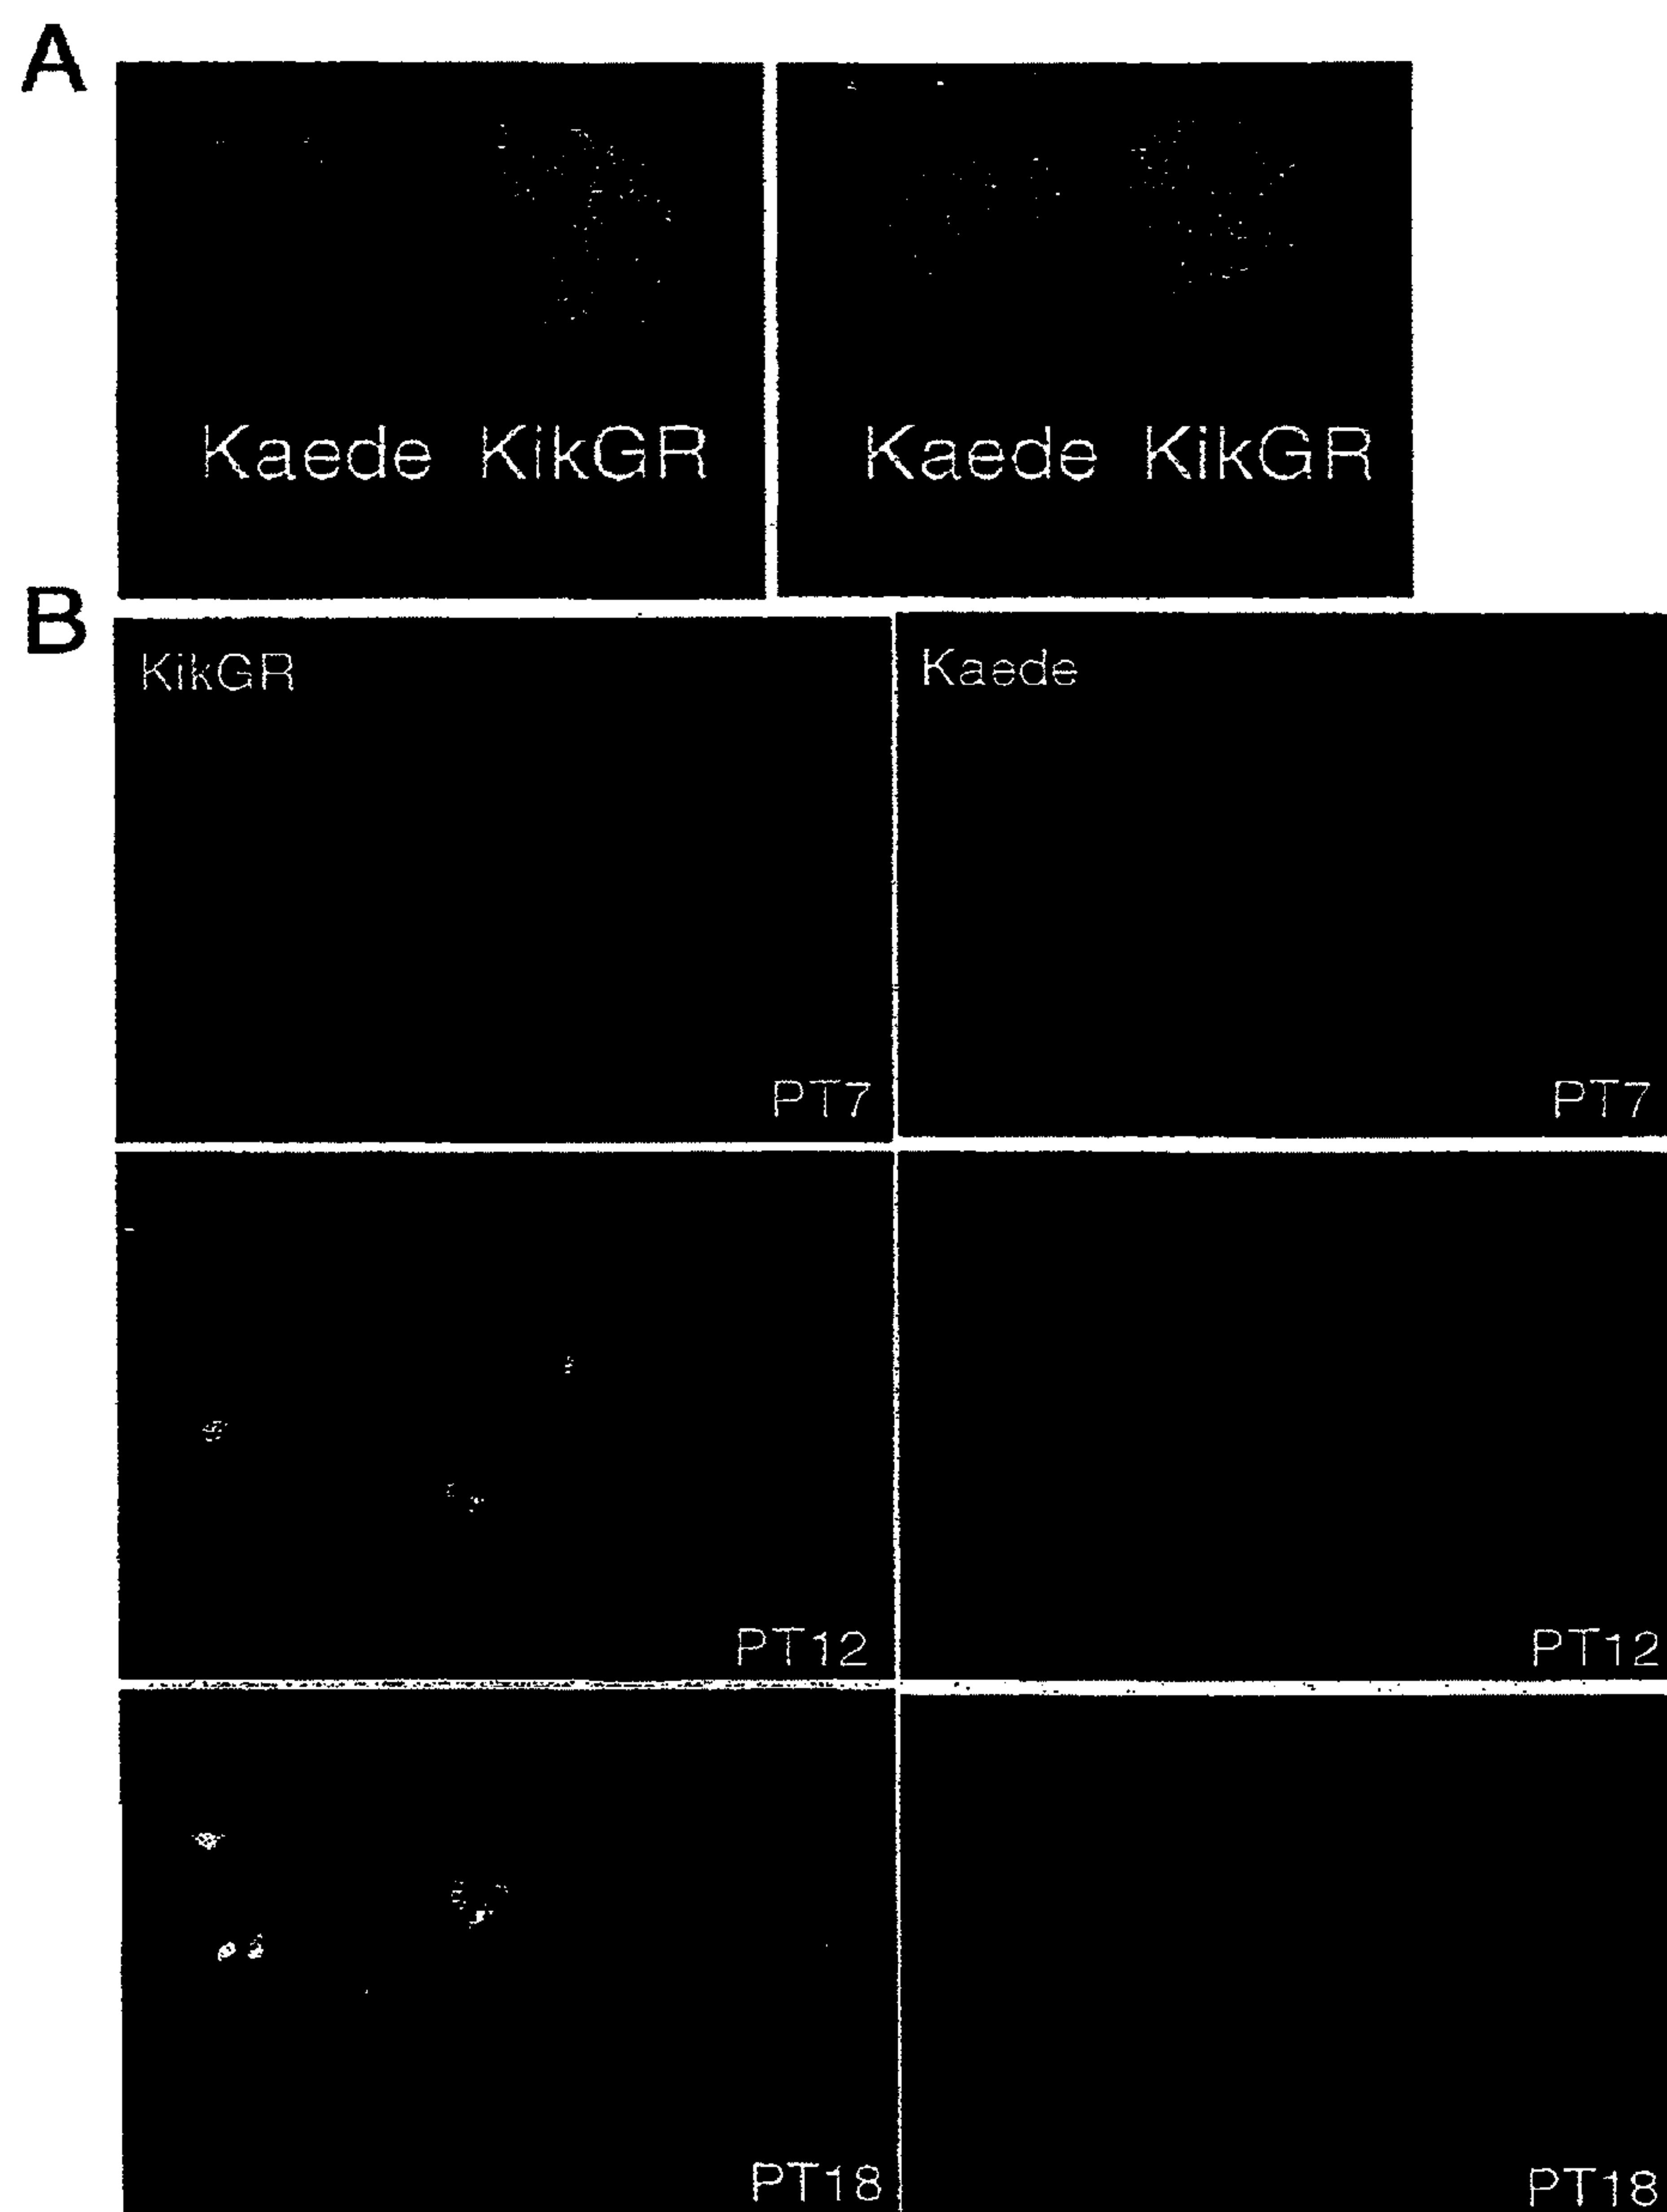 A
Kaede KikGR Kaede KikGR
B
KikGR Kaede
PT7 PT7
PT12 PT12
PT18 PT18